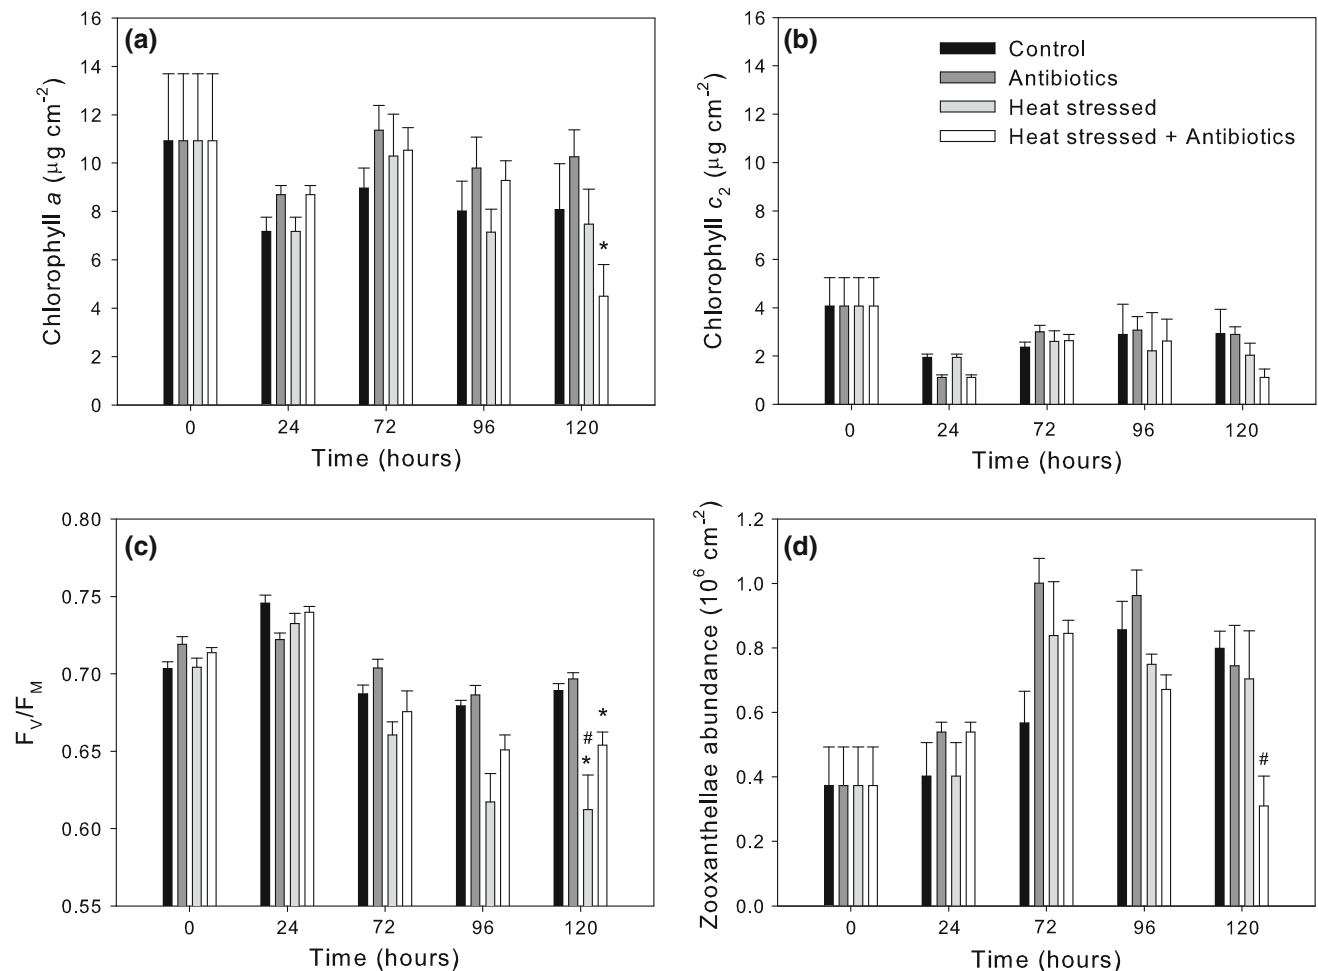 (a)
Chlorophyll a (µg cm⁻²)
16
14
12
10
8
6
4
2
0
*
0 24 72 96 120
Time (hours)
(b)
Chlorophyll c₂ (µg cm⁻²)
16
14
12
10
8
6
4
2
0
Control
Antibiotics
Heat stressed
Heat stressed + Antibiotics
0 24 72 96 120
Time (hours)
(c)
F_V/F_M
0.80
0.75
0.70
0.65
0.60
0.55
#
* *
0 24 72 96 120
Time (hours)
(d)
Zooxanthellae abundance (10⁶ cm⁻²)
1.2
1.0
0.8
0.6
0.4
0.2
0.0
#
0 24 72 96 120
Time (hours)